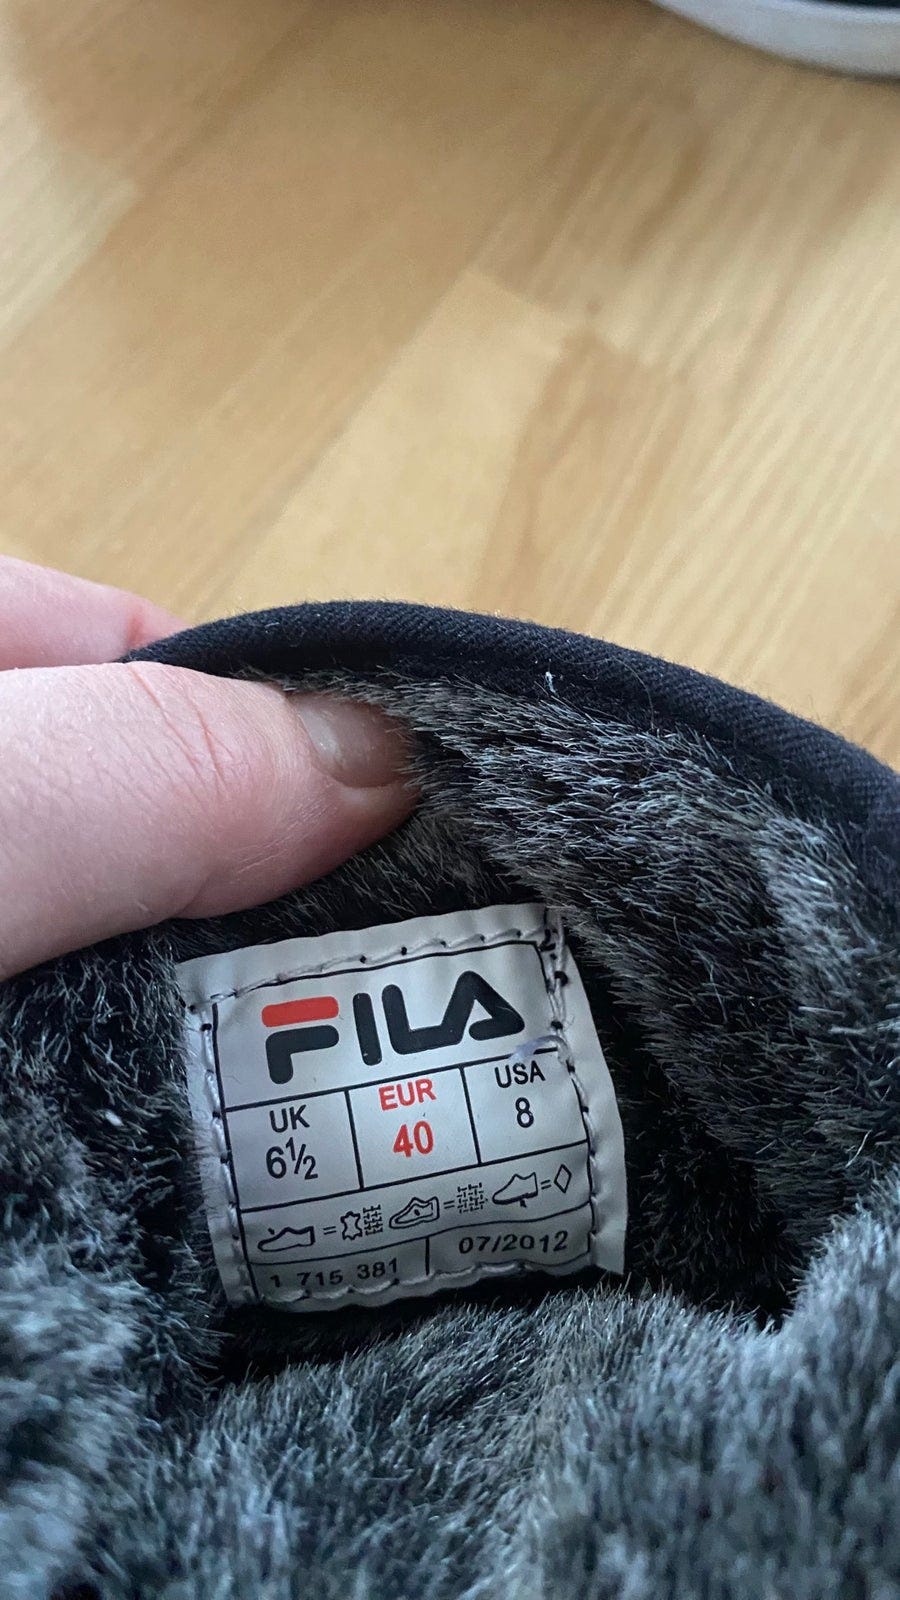 FILA
UK EUR USA
6½ 40 8
= = =
1 715 381 07/2012